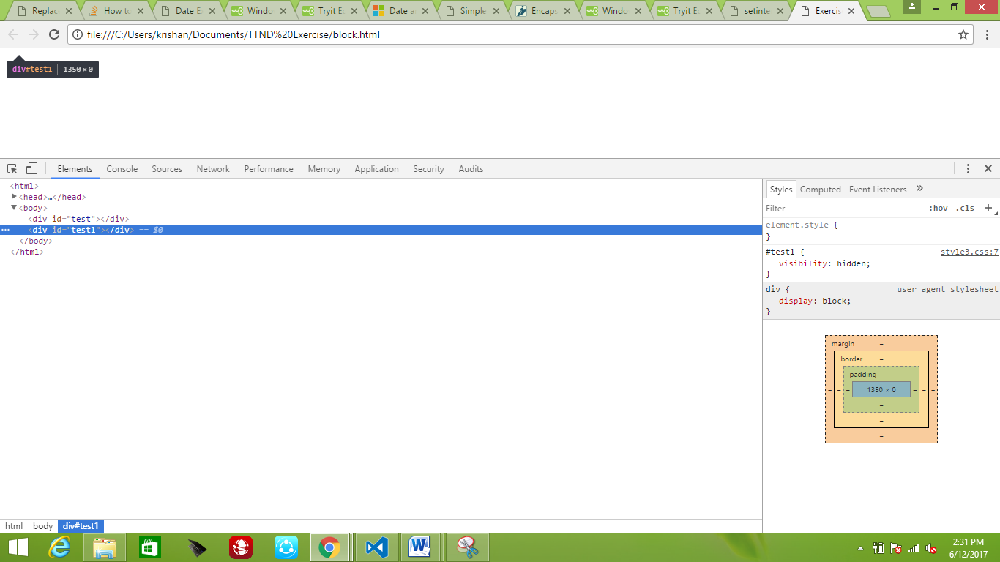 Replac How to Date E Windo Tryit E Date a Simple Encaps Windo Tryit E setinte Exercis
file:///C:/Users/krishan/Documents/TTND%20Exercise/block.html
div#test1 | 1350 × 0
Elements Console Sources Network Performance Memory Application Security Audits
<html>
▶<head>…</head>
▼<body>
<div id="test"></div>
··· <div id="test1"></div> == $0
</body>
</html>
html body div#test1
Styles Computed Event Listeners »
Filter :hov .cls +
element.style {
}
#test1 { style3.css:7
visibility: hidden;
}
div { user agent stylesheet
display: block;
}
margin –
border –
padding –
– – – 1350 × 0 – – –
–
–
–
2:31 PM
6/12/2017